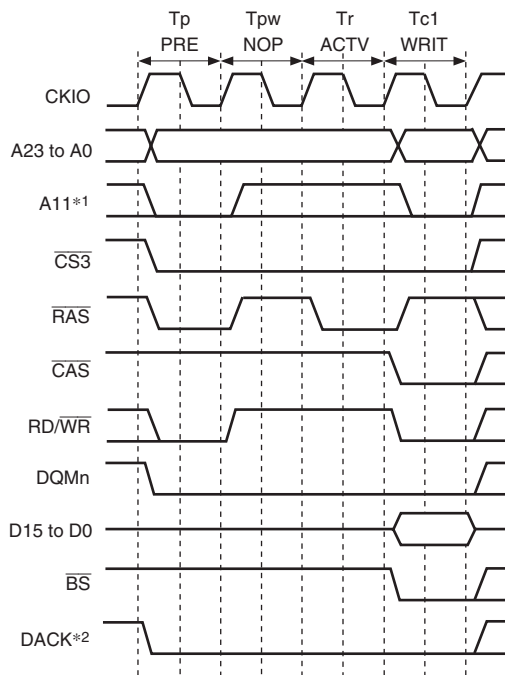 Tp Tpw Tr Tc1
PRE NOP ACTV WRIT
CKIO
A23 to A0
A11*1
CS3
RAS
CAS
RD/WR
DQMn
D15 to D0
BS
DACK*2